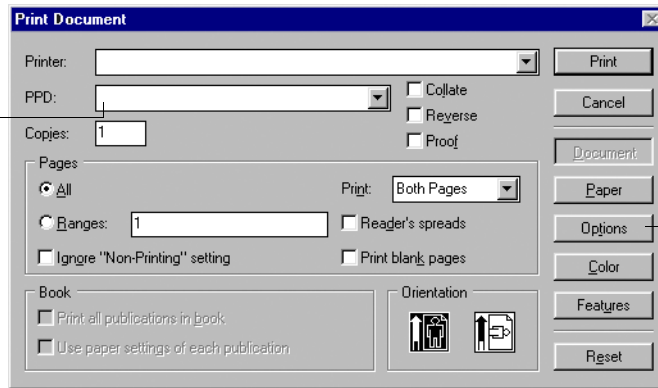 Print Document
Printer:
Print
PPD:
Collate
Cancel
Reverse
Copies: 1
Proof
Document
Pages
All
Print: Both Pages
Paper
Ranges: 1
Reader's spreads
Options
Ignore "Non-Printing" setting
Print blank pages
Color
Book
Orientation
Features
Print all publications in book
Use paper settings of each publication
Reset